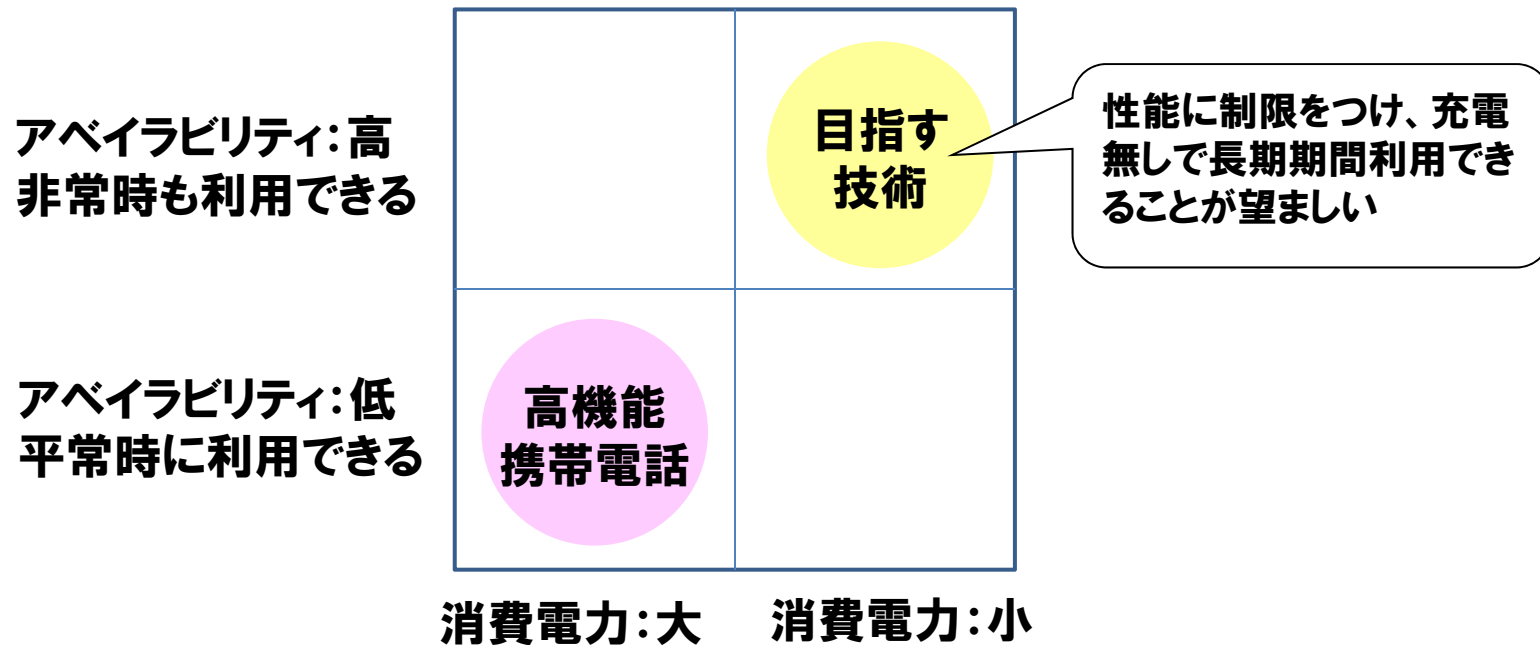 アベイラビリティ:高
非常時も利用できる
目指す
技術
性能に制限をつけ、充電
無しで長期期間利用でき
ることが望ましい
アベイラビリティ:低
平常時に利用できる
高機能
携帯電話
消費電力:大
消費電力:小